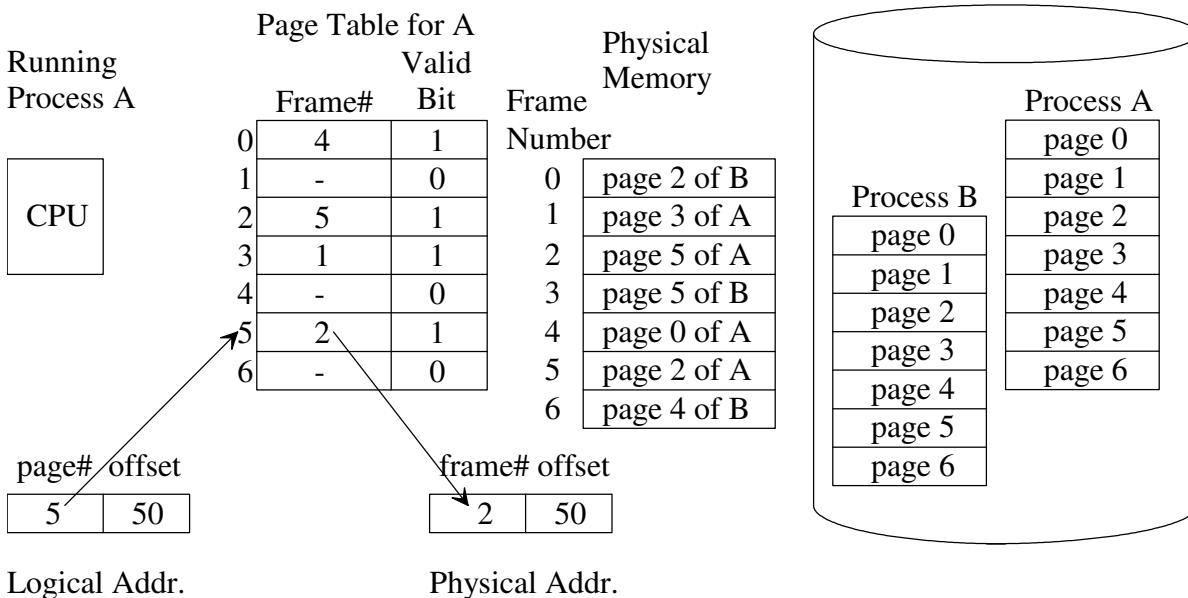 Running
Process A
CPU
Page Table for A
Frame# Valid
Bit
0 4 1
1 - 0
2 5 1
3 1 1
4 - 0
5 2 1
6 - 0
Physical
Memory
Frame
Number
0 page 2 of B
1 page 3 of A
2 page 5 of A
3 page 5 of B
4 page 0 of A
5 page 2 of A
6 page 4 of B
Process B
page 0
page 1
page 2
page 3
page 4
page 5
page 6
Process A
page 0
page 1
page 2
page 3
page 4
page 5
page 6
page# offset
5 50
Logical Addr.
frame# offset
2 50
Physical Addr.